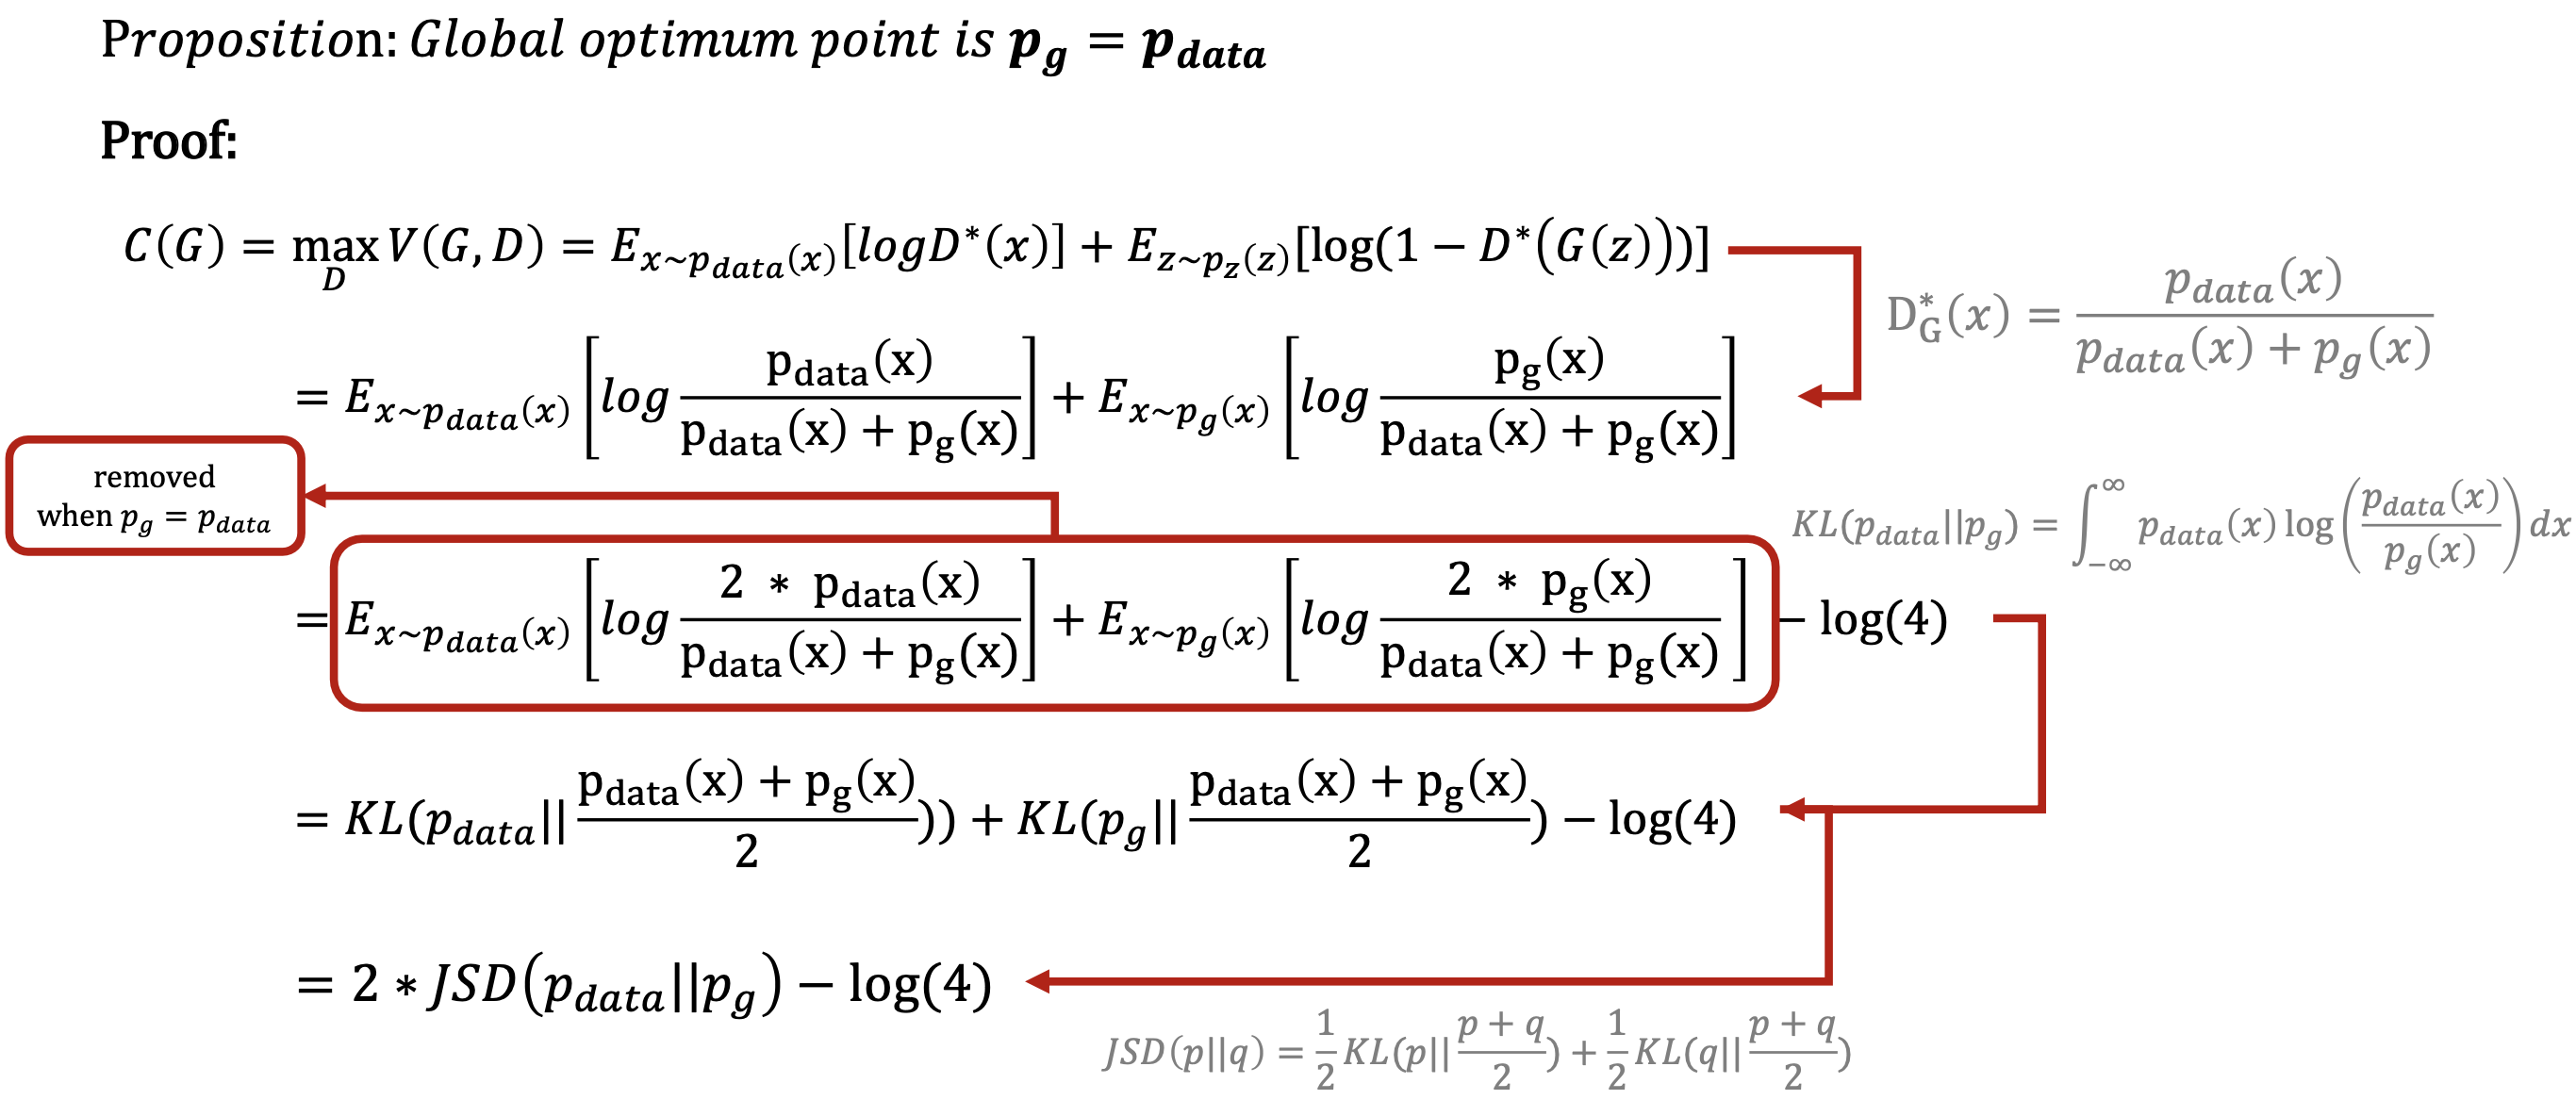 Proposition: Global optimum point is p_g = p_data
Proof:
C(G) = max_D V(G, D) = E_{x~p_data(x)}[logD*(x)] + E_{z~p_z(z)}[log(1 − D*(G(z)))]
D*_G(x) = p_data(x) / (p_data(x) + p_g(x))
= E_{x~p_data(x)} [log p_data(x) / (p_data(x) + p_g(x))] + E_{x~p_g(x)} [log p_g(x) / (p_data(x) + p_g(x))]
removed
when p_g = p_data
KL(p_data||p_g) = ∫_{−∞}^{∞} p_data(x) log (p_data(x) / p_g(x)) dx
= E_{x~p_data(x)} [log 2 * p_data(x) / (p_data(x) + p_g(x))] + E_{x~p_g(x)} [log 2 * p_g(x) / (p_data(x) + p_g(x))] − log(4)
= KL(p_data|| (p_data(x) + p_g(x)) / 2 )) + KL(p_g|| (p_data(x) + p_g(x)) / 2 ) − log(4)
= 2 * JSD(p_data||p_g) − log(4)
JSD(p||q) = 1/2 KL(p|| (p + q) / 2 ) + 1/2 KL(q|| (p + q) / 2 )